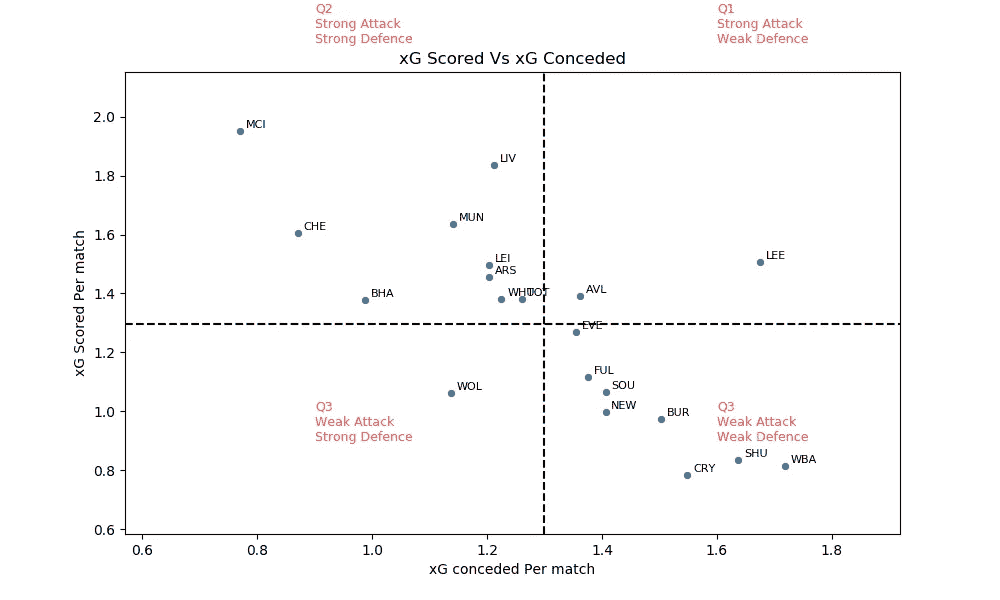 Q2
Strong Attack
Strong Defence
Q1
Strong Attack
Weak Defence
xG Scored Vs xG Conceded
xG Scored Per match
2.0
1.8
1.6
1.4
1.2
1.0
0.8
0.6
MCI
LIV
MUN
CHE
LEI
ARS
LEE
BHA
WHU
TOT
AVL
EVE
FUL
WOL
SOU
NEW
BUR
Q3
Weak Attack
Strong Defence
Q3
Weak Attack
Weak Defence
SHU
WBA
CRY
0.6
0.8
1.0
1.2
1.4
1.6
1.8
xG conceded Per match